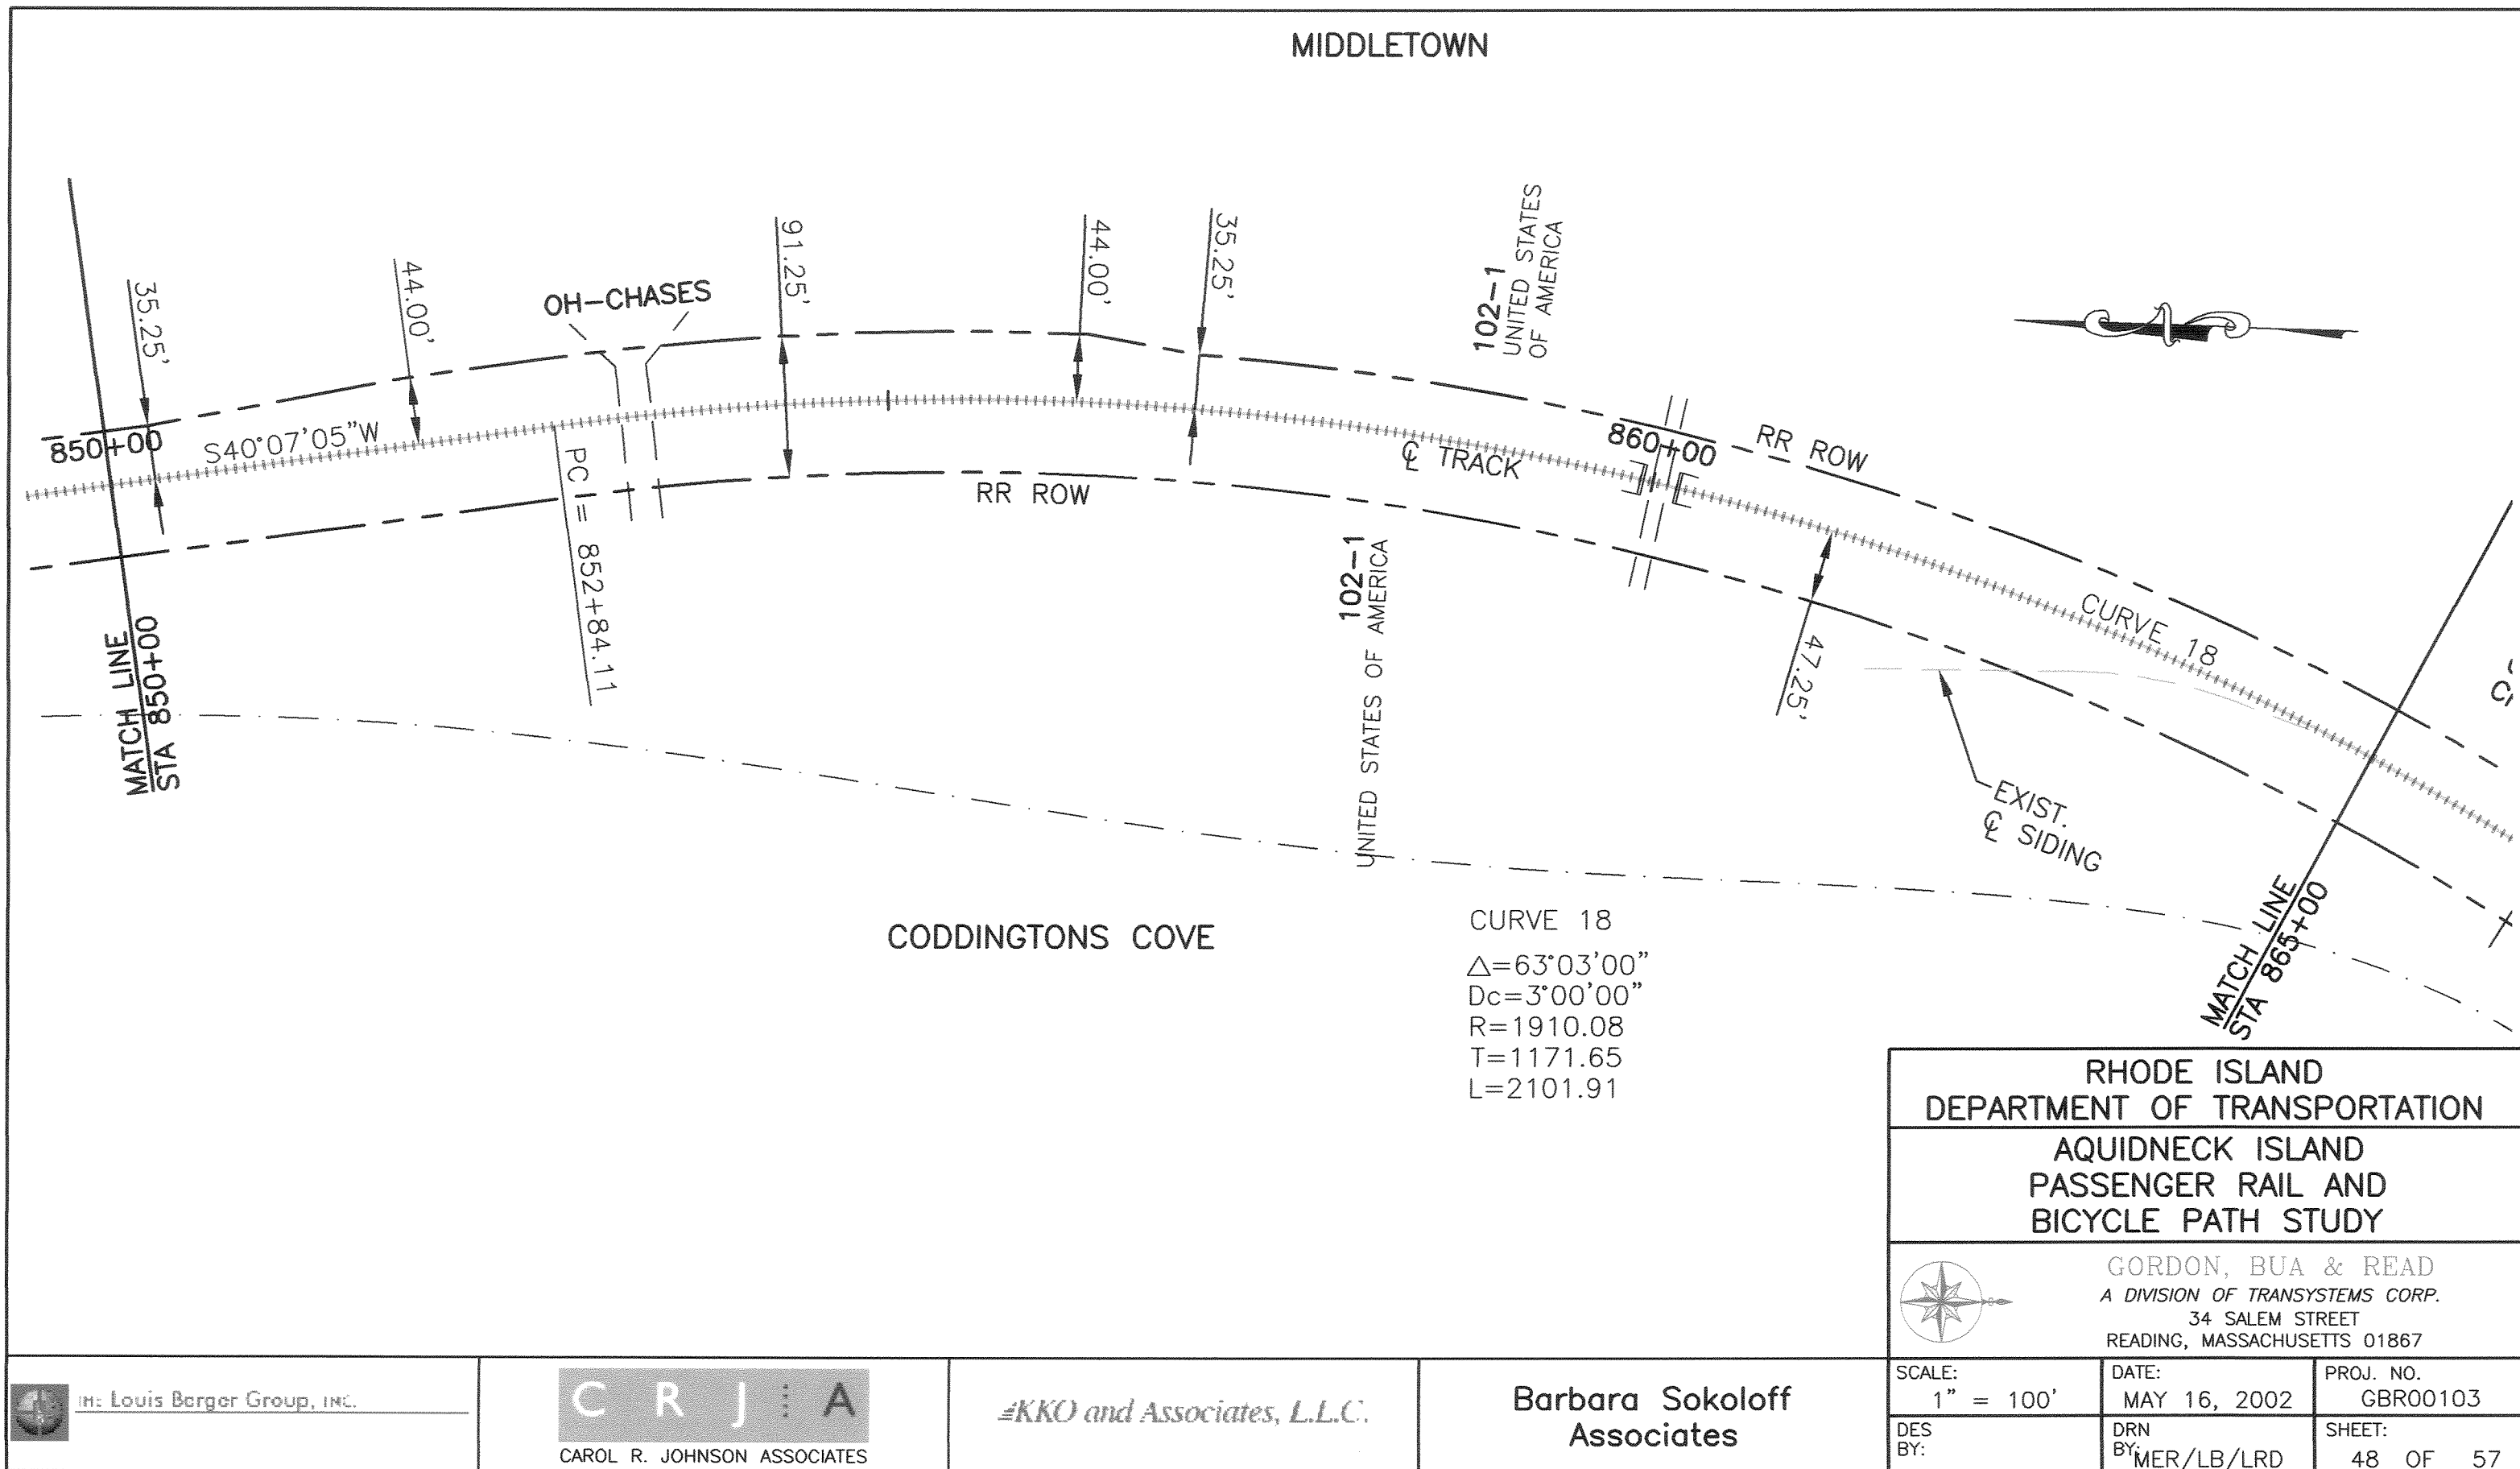 MIDDLETOWN
35.25'
44.00'
OH-CHASES
91.25'
44.00'
35.25'
102-1
UNITED STATES
OF AMERICA
850+00
S40°07'05"W
PC = 852+84.11
RR ROW
℄ TRACK
860+00
RR ROW
102-1
UNITED STATES OF AMERICA
47.25'
CURVE 18
EXIST.
℄ SIDING
MATCH LINE
STA 850+00
MATCH LINE
STA 865+00
CODDINGTONS COVE
CURVE 18
△=63°03'00"
Dc=3°00'00"
R=1910.08
T=1171.65
L=2101.91
RHODE ISLAND
DEPARTMENT OF TRANSPORTATION
AQUIDNECK ISLAND
PASSENGER RAIL AND
BICYCLE PATH STUDY
GORDON, BUA & READ
A DIVISION OF TRANSYSTEMS CORP.
34 SALEM STREET
READING, MASSACHUSETTS 01867
THE Louis Berger Group, INC.
C R J A
CAROL R. JOHNSON ASSOCIATES
KKO and Associates, L.L.C.
Barbara Sokoloff
Associates
SCALE:
1" = 100'
DATE:
MAY 16, 2002
PROJ. NO.
GBR00103
DES
BY:
DRN
BY: MER/LB/LRD
SHEET:
48 OF 57